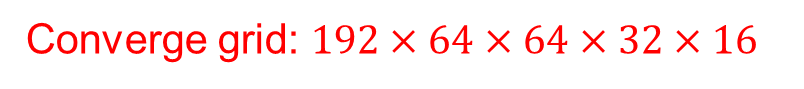 Converge grid: 192 × 64 × 64 × 32 × 16